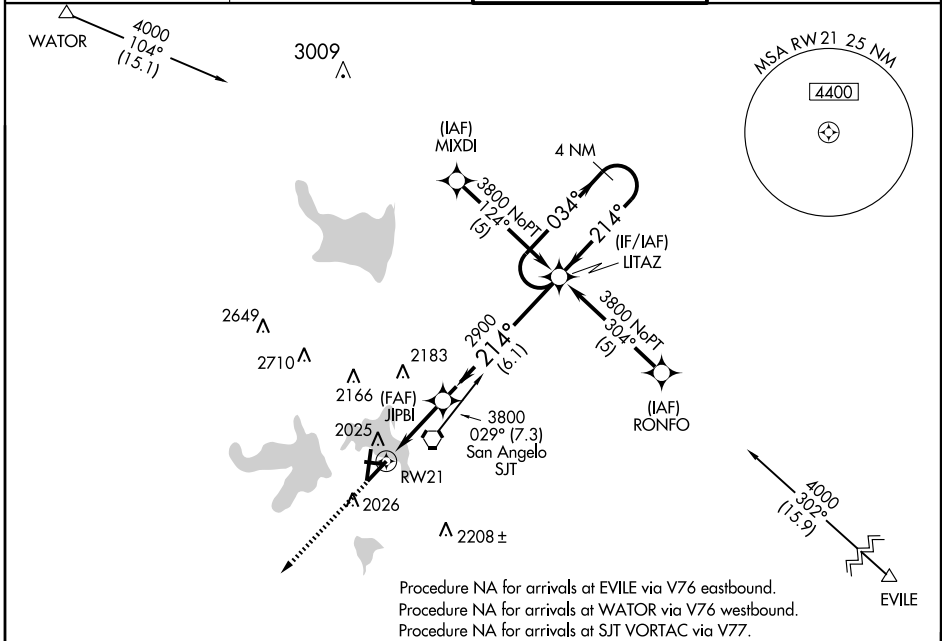 WATOR
4000
104°
(15.1)
3009
MSA RW21 25 NM
4400
(IAF)
MIXDI
3800 NoPT
124°
(5)
4 NM
034°
214°
(IF/IAF)
LITAZ
3800 NoPT
304°
(5)
(IAF)
RONFO
2900
214°
(6.1)
2649
2710
2183
2166
(FAF)
JIPBI
3800
029° (7.3)
San Angelo
SJT
2025
RW21
2026
2208 ±
4000
302°
(15.9)
EVILE
Procedure NA for arrivals at EVILE via V76 eastbound.
Procedure NA for arrivals at WATOR via V76 westbound.
Procedure NA for arrivals at SJT VORTAC via V77.